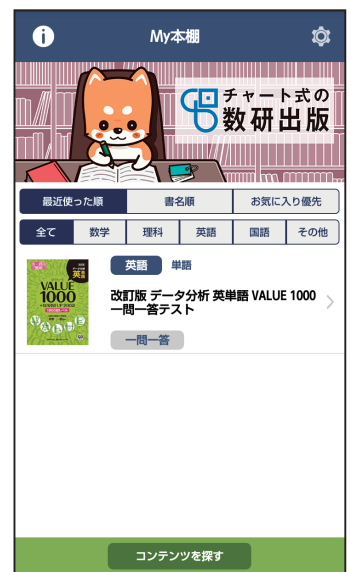 My本棚
チャート式の
数研出版
最近使った順 書名順 お気に入り優先
全て 数学 理科 英語 国語 その他
英語 単語
改訂版 データ分析 英単語 VALUE 1000
一問一答テスト
一問一答
VALUE
1000
コンテンツを探す